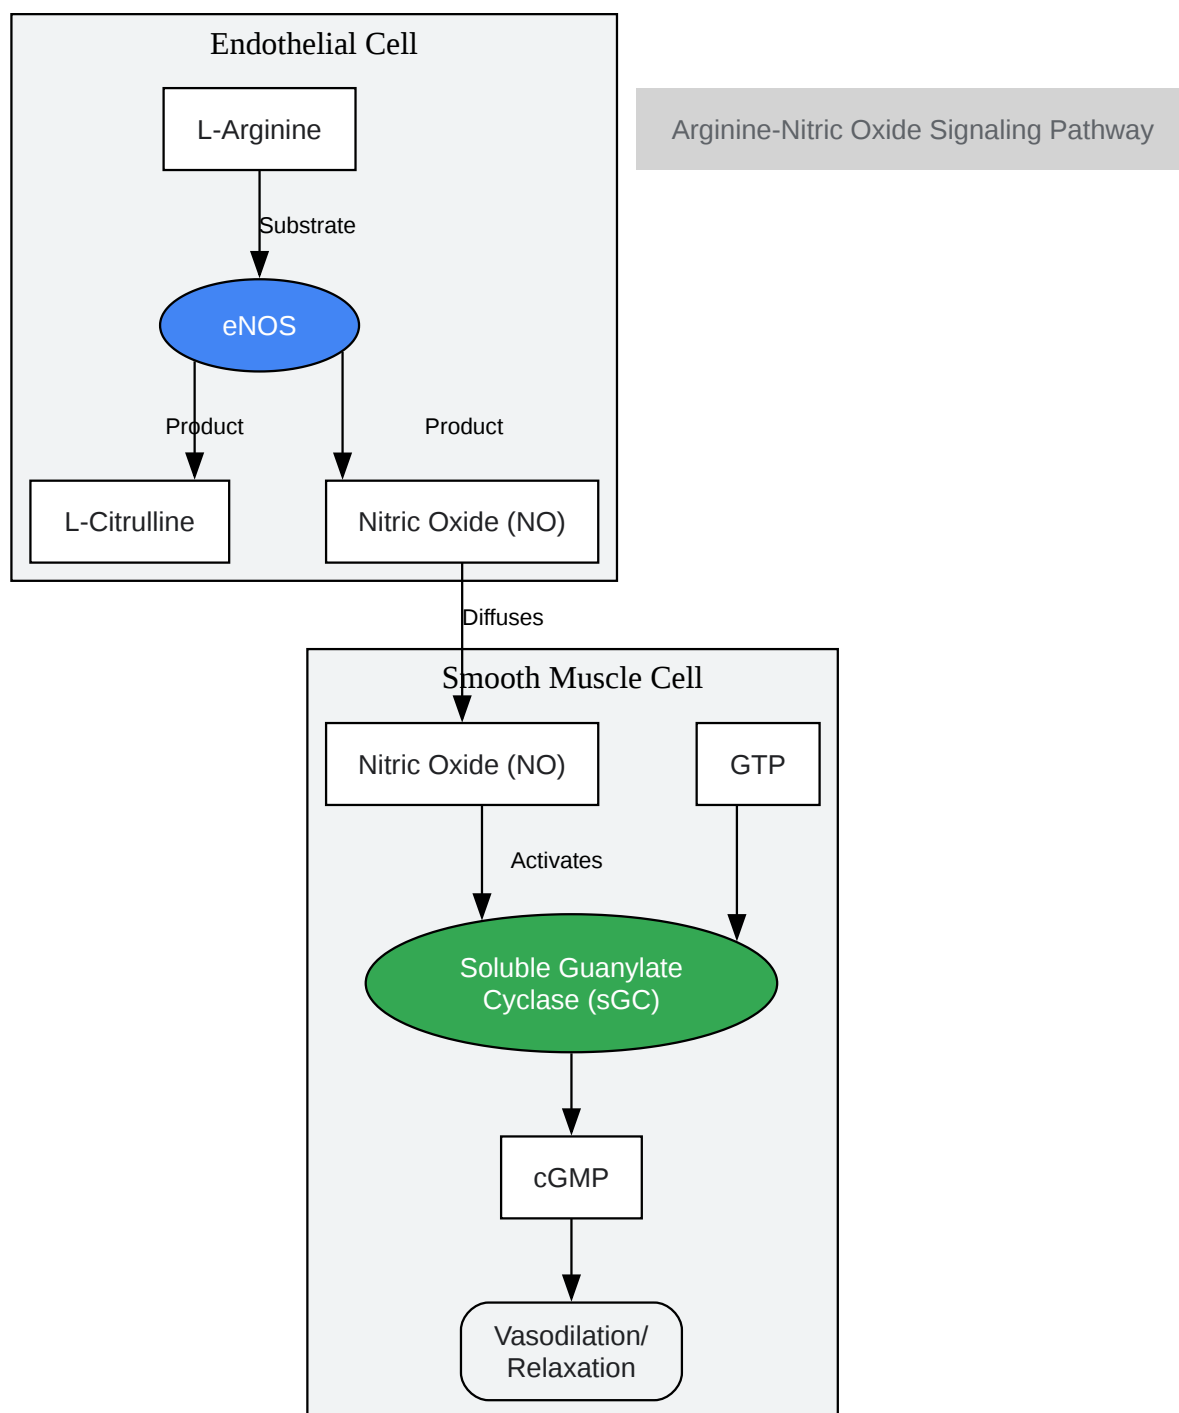 Endothelial Cell
L-Arginine
Arginine-Nitric Oxide Signaling Pathway
Substrate
eNOS
Product
Product
L-Citrulline
Nitric Oxide (NO)
Diffuses
Smooth Muscle Cell
Nitric Oxide (NO)
GTP
Activates
Soluble Guanylate
Cyclase (sGC)
cGMP
Vasodilation/
Relaxation